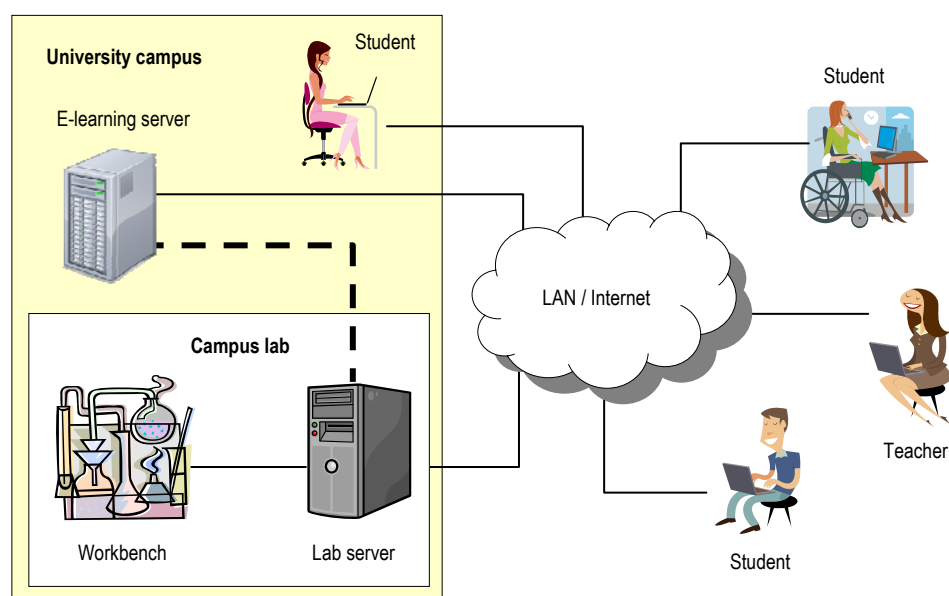 University campus
Student
E-learning server
Student
LAN / Internet
Campus lab
Teacher
Workbench
Lab server
Student